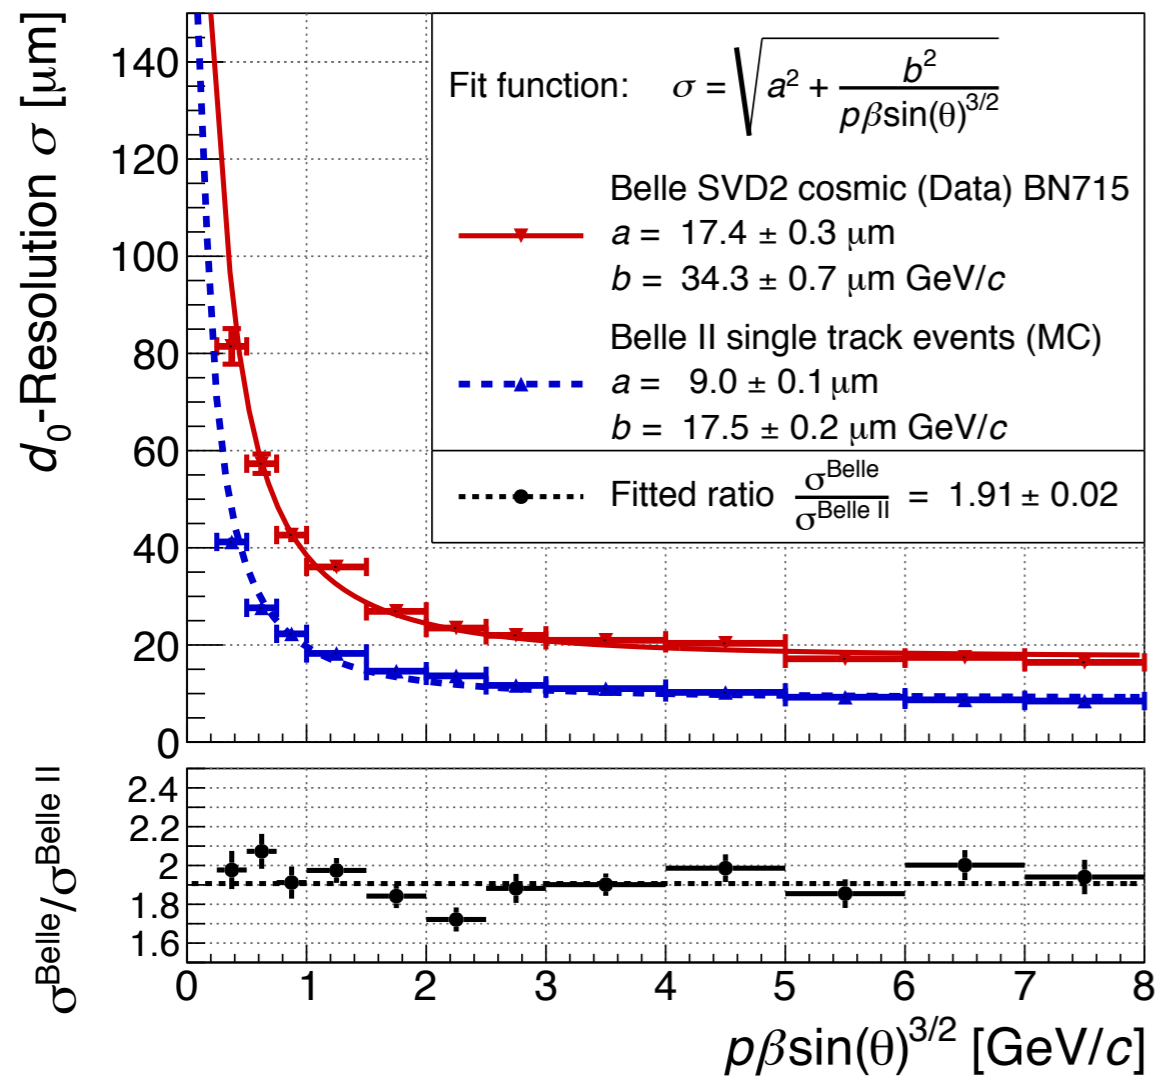 d₀-Resolution σ [μm]
140
120
100
80
60
40
20
0
Fit function: σ = √(a² + b²/(pβsin(θ)^3/2))
Belle SVD2 cosmic (Data) BN715
a = 17.4 ± 0.3 μm
b = 34.3 ± 0.7 μm GeV/c
Belle II single track events (MC)
a = 9.0 ± 0.1 μm
b = 17.5 ± 0.2 μm GeV/c
Fitted ratio σ^Belle/σ^Belle II = 1.91 ± 0.02
σ^Belle/σ^Belle II
2.4
2.2
2
1.8
1.6
0 1 2 3 4 5 6 7 8
pβsin(θ)^3/2 [GeV/c]